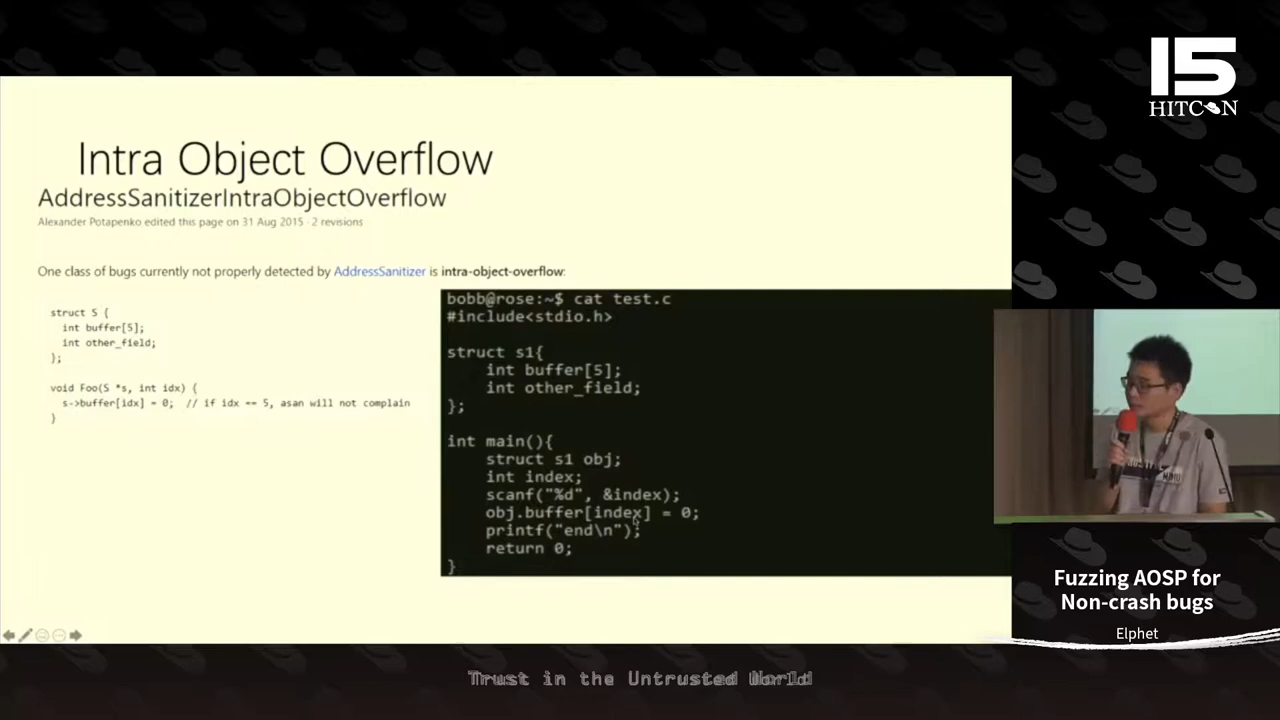 15
HITCON
Intra Object Overflow
AddressSanitizerIntraObjectOverflow
Alexander Potapenko edited this page on 31 Aug 2015 · 2 revisions
One class of bugs currently not properly detected by AddressSanitizer is intra-object-overflow:
struct S {
  int buffer[5];
  int other_field;
};
void Foo(S *s, int idx) {
  s->buffer[idx] = 0;  // if idx == 5, asan will not complain
}
bobb@rose:~$ cat test.c
#include<stdio.h>
struct s1{
    int buffer[5];
    int other_field;
};
int main(){
    struct s1 obj;
    int index;
    scanf("%d", &index);
    obj.buffer[index] = 0;
    printf("end\n");
    return 0;
}
Fuzzing AOSP for
Non-crash bugs
Elphet
Trust in the Untrusted World